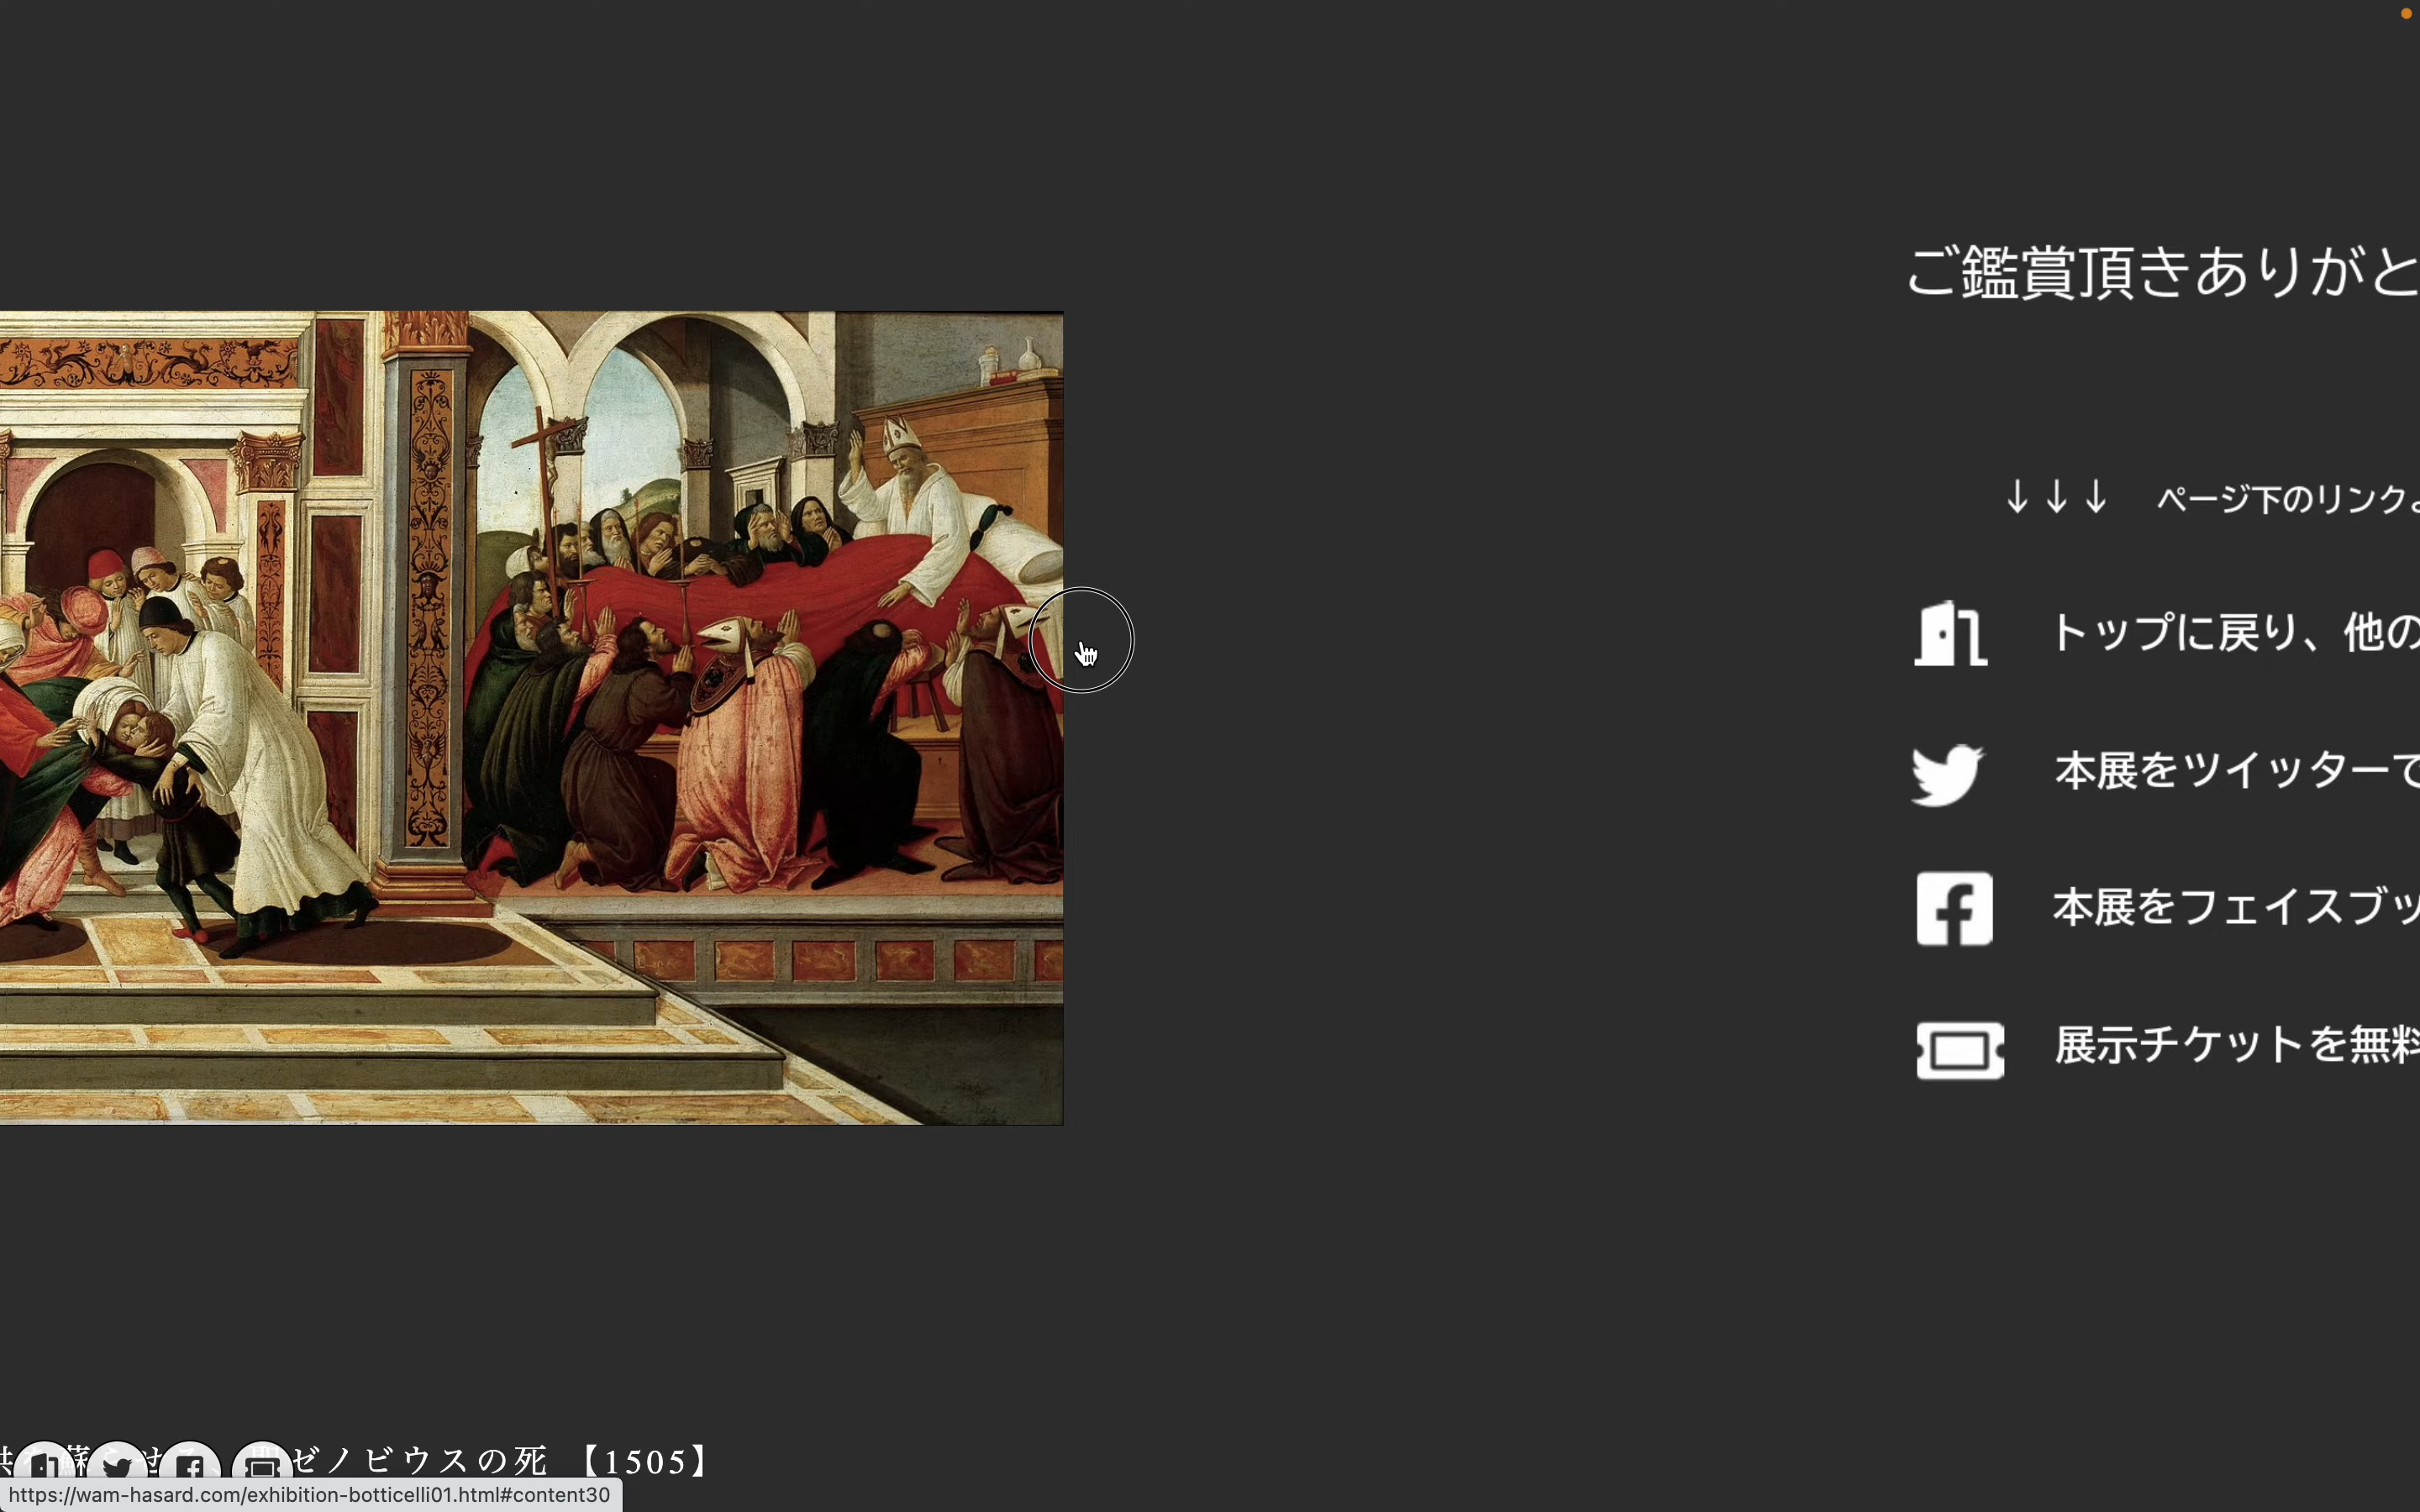 ご鑑賞頂きありがと
↓↓↓ ページ下のリンク
トップに戻り、他の
本展をツイッターで
本展をフェイスブッ
展示チケットを無料
ゼノビウスの死 【1505】
https://wam-hasard.com/exhibition-botticelli01.html#content30